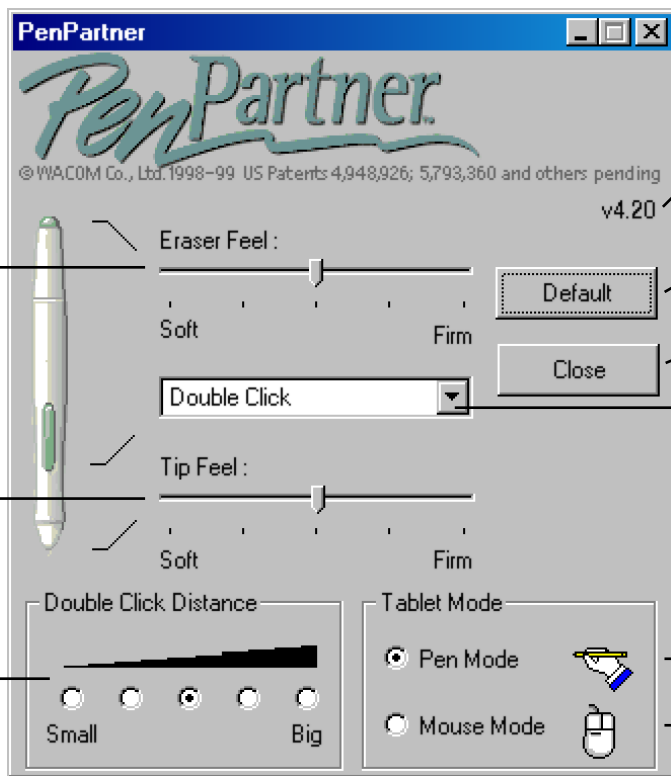 PenPartner
PenPartner™
© WACOM Co., Ltd. 1998-99 US Patents 4,948,926; 5,793,360 and others pending
v4.20
Eraser Feel :
Default
Soft Firm
Close
Double Click
Tip Feel :
Soft Firm
Double Click Distance
Small Big
Tablet Mode
Pen Mode
Mouse Mode